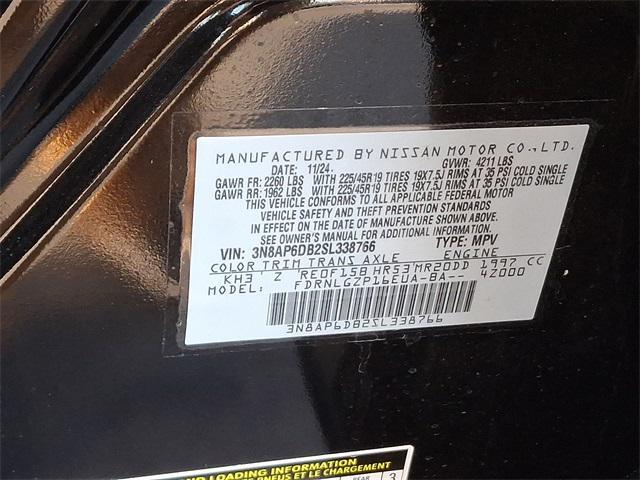 MANUFACTURED BY NISSAN MOTOR CO., LTD.
DATE: 11/24. GVWR: 4211 LBS
GAWR FR: 2260 LBS WITH 225/45R19 TIRES 19X7.5J RIMS AT 35 PSI COLD SINGLE
GAWR RR: 1962 LBS WITH 225/45R19 TIRES 19X7.5J RIMS AT 35 PSI COLD SINGLE
THIS VEHICLE CONFORMS TO ALL APPLICABLE FEDERAL MOTOR
VEHICLE SAFETY AND THEFT PREVENTION STANDARDS
IN EFFECT ON THE DATE OF MANUFACTURE SHOWN ABOVE.
SEE OWNER'S MANUAL FOR ADDITIONAL INFORMATION.
VIN: 3N8AP6DB2SL338766 TYPE: MPV
COLOR TRIM TRANS AXLE ENGINE
KH3 Z RE0F15B HR53 MR20DD 1997 CC
MODEL: FDRNLGZP16EUA-BA-- 4Z000
3N8AP6DB2SL338766
AND LOADING INFORMATION
PNEUS ET LE CHARGEMENT
REAR 3